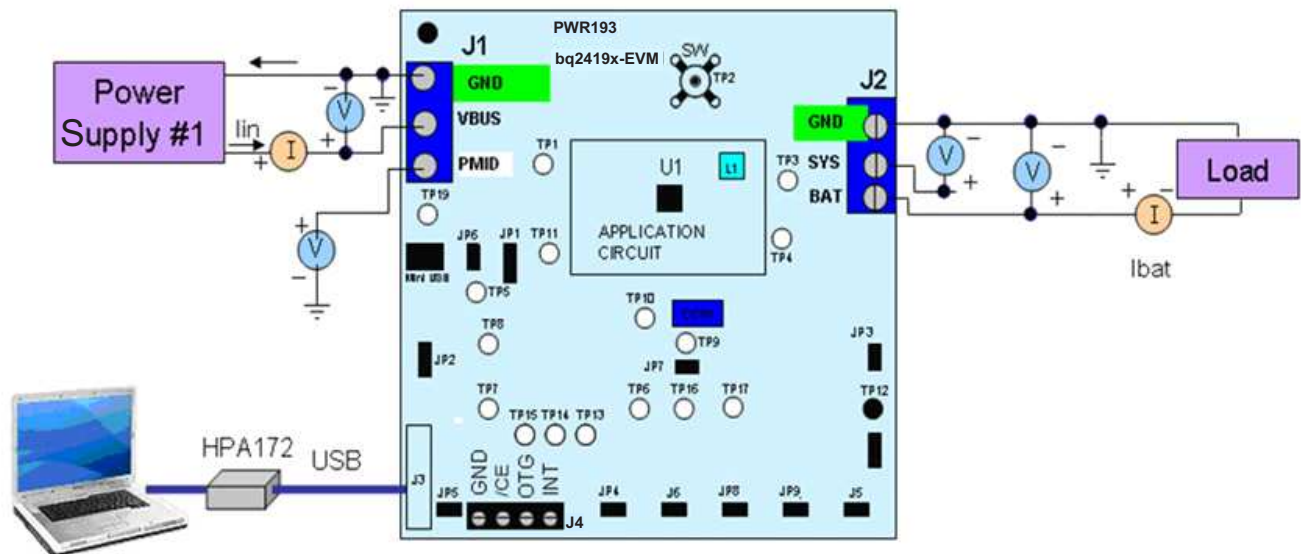 PWR193
bq2419x-EVM
SW
TP2
J1
GND
VBUS
PMID
Power
Supply #1
Iin
V
I
V
+
−
J2
GND
SYS
BAT
V
V
I
Load
Ibat
TP1
TP3
U1
L1
APPLICATION
CIRCUIT
TP4
TP19
JP6
JP1
TP11
Mini USB
TP5
TP10
TP8
TP9
JP2
JP7
JP3
TP7
TP6
TP16
TP17
TP12
TP15
TP14
TP13
HPA172
USB
J3
GND
/CE
OTG
INT
JP5
J4
JP4
J6
JP8
JP9.
J5